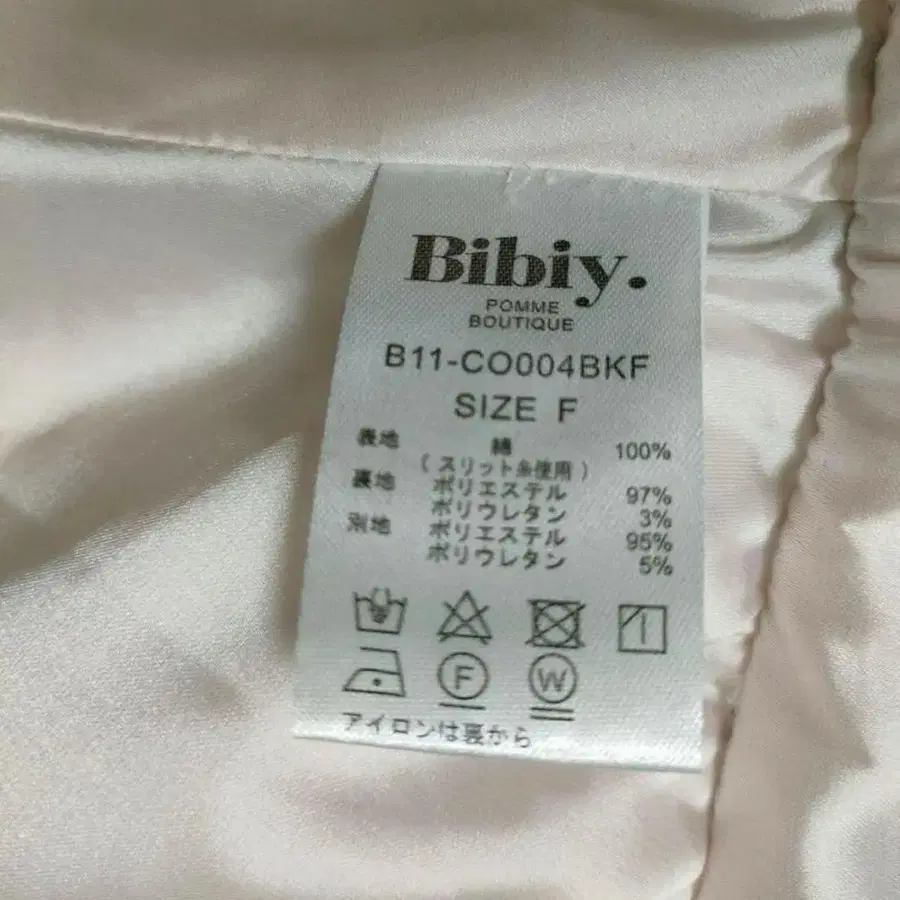 Bibiy.
POMME
BOUTIQUE
B11-CO004BKF
SIZE F
表地 綿 100%
(スリット糸使用)
裏地 ポリエステル 97%
ポリウレタン 3%
別地 ポリエステル 95%
ポリウレタン 5%
F W
アイロンは裏から